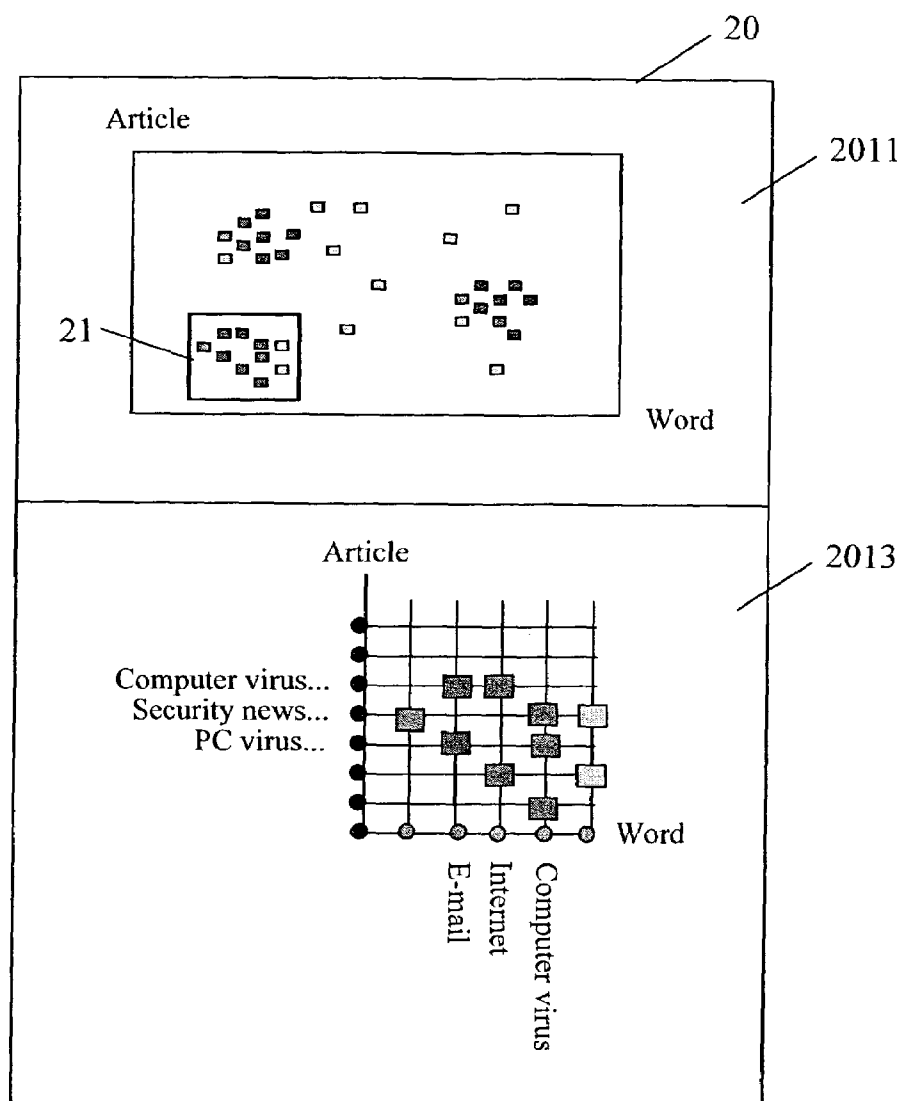 20
Article
2011
21
Word
Article
2013
Computer virus...
Security news...
PC virus...
Word
E-mail
Internet
Computer virus